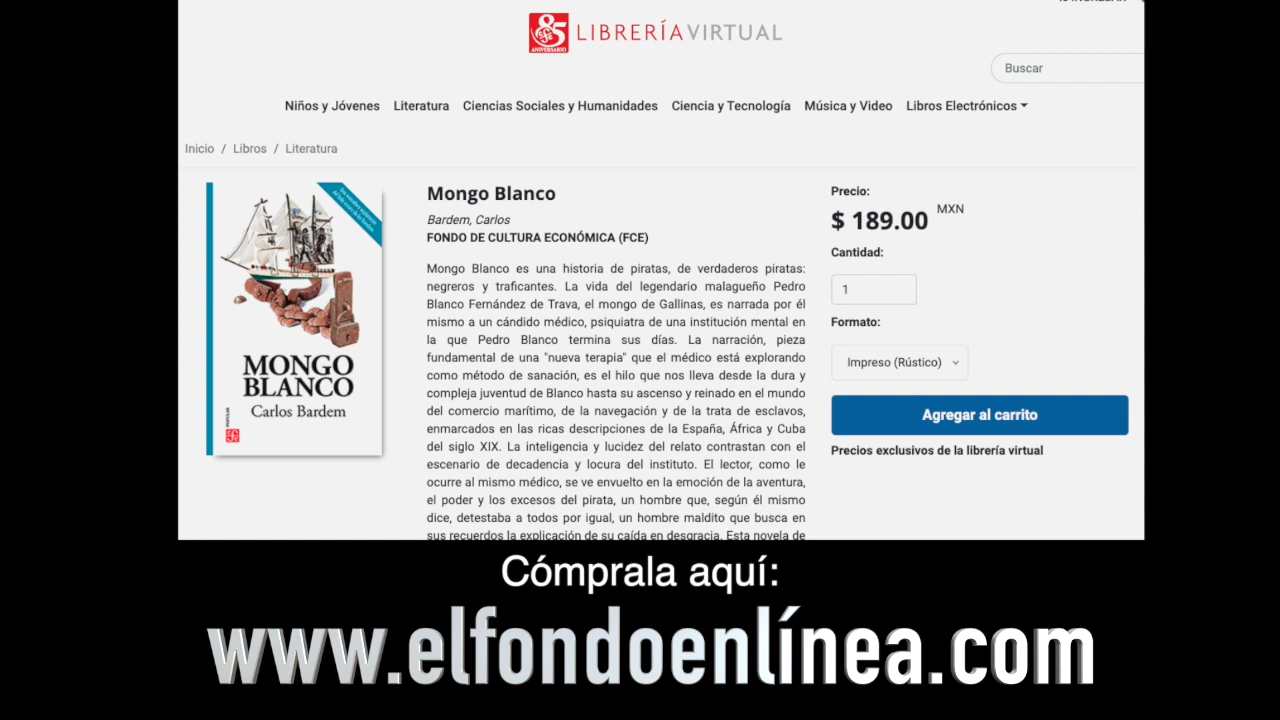 85
ANIVERSARIO
LIBRERÍAVIRTUAL
Buscar
Niños y Jóvenes Literatura Ciencias Sociales y Humanidades Ciencia y Tecnología Música y Video Libros Electrónicos
Inicio / Libros / Literatura
MONGO
BLANCO
Carlos Bardem
POPULAR
Mongo Blanco
Bardem, Carlos
FONDO DE CULTURA ECONÓMICA (FCE)
Mongo Blanco es una historia de piratas, de verdaderos piratas:
negreros y traficantes. La vida del legendario malagueño Pedro
Blanco Fernández de Trava, el mongo de Gallinas, es narrada por él
mismo a un cándido médico, psiquiatra de una institución mental en
la que Pedro Blanco termina sus días. La narración, pieza
fundamental de una "nueva terapia" que el médico está explorando
como método de sanación, es el hilo que nos lleva desde la dura y
compleja juventud de Blanco hasta su ascenso y reinado en el mundo
del comercio marítimo, de la navegación y de la trata de esclavos,
enmarcados en las ricas descripciones de la España, África y Cuba
del siglo XIX. La inteligencia y lucidez del relato contrastan con el
escenario de decadencia y locura del instituto. El lector, como le
ocurre al mismo médico, se ve envuelto en la emoción de la aventura,
el poder y los excesos del pirata, un hombre que, según él mismo
dice, detestaba a todos por igual, un hombre maldito que busca en
sus recuerdos la explicación de su caída en desgracia. Esta novela de
Precio:
$ 189.00 MXN
Cantidad:
1
Formato:
Impreso (Rústico)
Agregar al carrito
Precios exclusivos de la librería virtual
Cómprala aquí:
www.elfondoenlínea.com